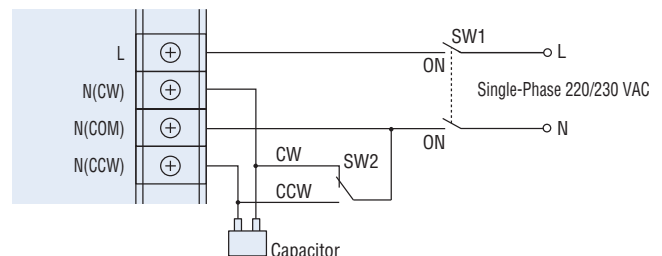 L
N(CW)
N(COM)
N(CCW)
SW1
ON
L
Single-Phase 220/230 VAC
ON
N
CW
SW2
CCW
Capacitor